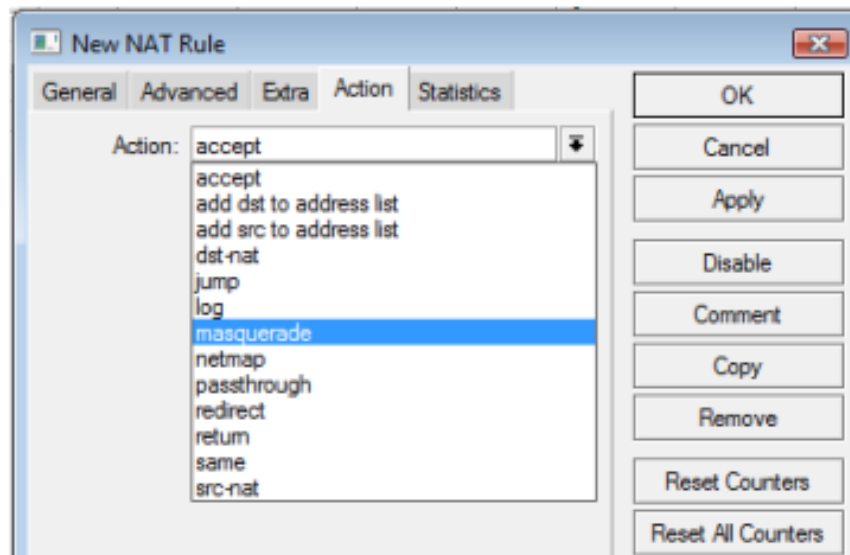 New NAT Rule
General Advanced Extra Action Statistics
Action: accept
accept
add dst to address list
add src to address list
dst-nat
jump
log
masquerade
netmap
passthrough
redirect
return
same
src-nat
OK
Cancel
Apply
Disable
Comment
Copy
Remove
Reset Counters
Reset All Counters